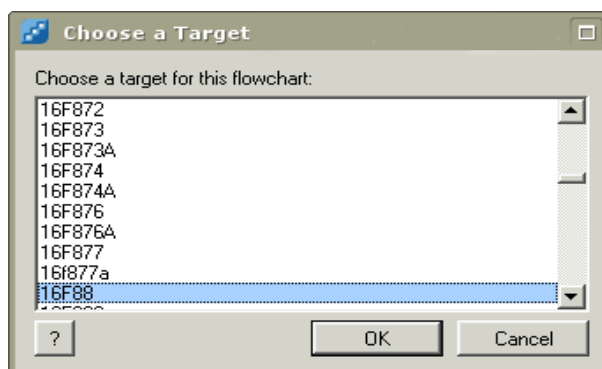 Choose a Target
Choose a target for this flowchart:
16F872
16F873
16F873A
16F874
16F874A
16F876
16F876A
16F877
16f877a
16F88
? OK Cancel